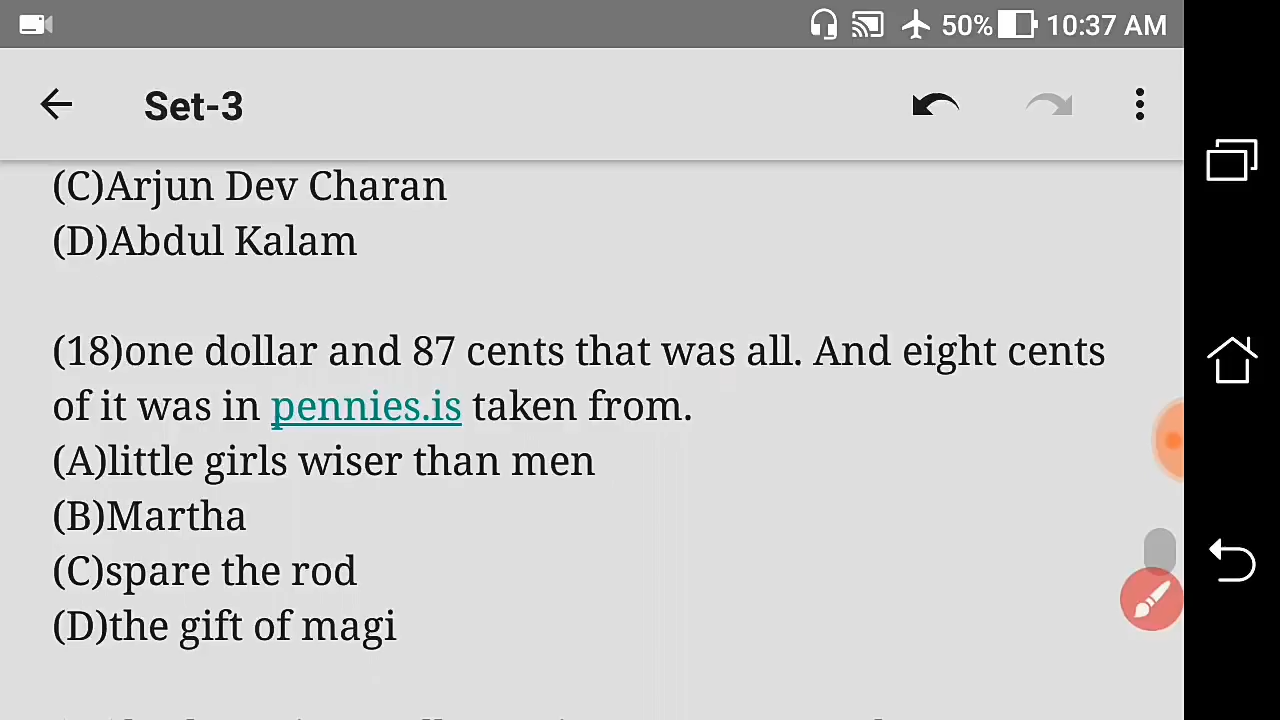 50% 10:37 AM
Set-3
(C)Arjun Dev Charan
(D)Abdul Kalam
(18)one dollar and 87 cents that was all. And eight cents
of it was in pennies.is taken from.
(A)little girls wiser than men
(B)Martha
(C)spare the rod
(D)the gift of magi